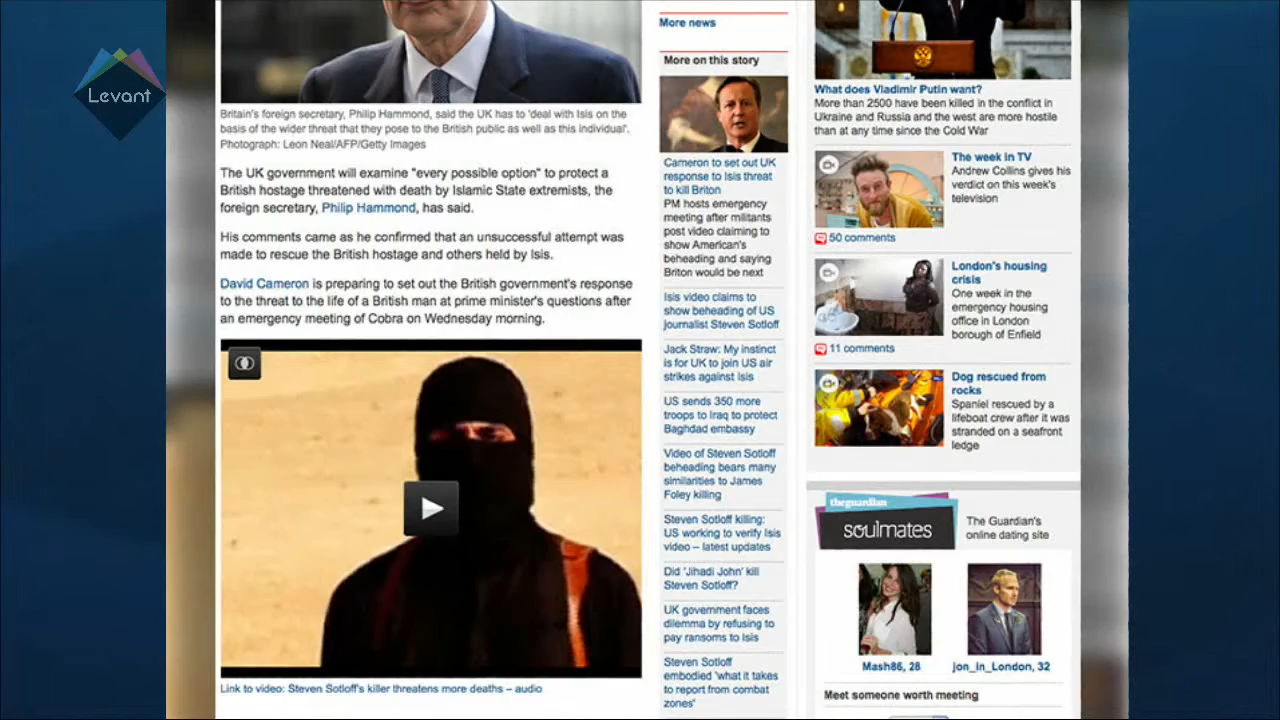 Levant
Britain's foreign secretary, Philip Hammond, said the UK has to 'deal with Isis on the
basis of the wider threat that they pose to the British public as well as this individual'.
Photograph: Leon Neal/AFP/Getty Images
The UK government will examine "every possible option" to protect a
British hostage threatened with death by Islamic State extremists, the
foreign secretary, Philip Hammond, has said.
His comments came as he confirmed that an unsuccessful attempt was
made to rescue the British hostage and others held by Isis.
David Cameron is preparing to set out the British government's response
to the threat to the life of a British man at prime minister's questions after
an emergency meeting of Cobra on Wednesday morning.
Link to video: Steven Sotloff's killer threatens more deaths – audio
More news
More on this story
Cameron to set out UK
response to Isis threat
to kill Briton
PM hosts emergency
meeting after militants
post video claiming to
show American's
beheading and saying
Briton would be next
Isis video claims to
show beheading of US
journalist Steven Sotloff
Jack Straw: My instinct
is for UK to join US air
strikes against Isis
US sends 350 more
troops to Iraq to protect
Baghdad embassy
Video of Steven Sotloff
beheading bears many
similarities to James
Foley killing
Steven Sotloff killing:
US working to verify Isis
video – latest updates
Did 'Jihadi John' kill
Steven Sotloff?
UK government faces
dilemma by refusing to
pay ransoms to Isis
Steven Sotloff
embodied 'what it takes
to report from combat
zones'
What does Vladimir Putin want?
More than 2500 have been killed in the conflict in
Ukraine and Russia and the west are more hostile
than at any time since the Cold War
The week in TV
Andrew Collins gives his
verdict on this week's
television
50 comments
London's housing
crisis
One week in the
emergency housing
office in London
borough of Enfield
11 comments
Dog rescued from
rocks
Spaniel rescued by a
lifeboat crew after it was
stranded on a seafront
ledge
theguardian
soulmates
The Guardian's
online dating site
Mash86, 28
jon_in_London, 32
Meet someone worth meeting